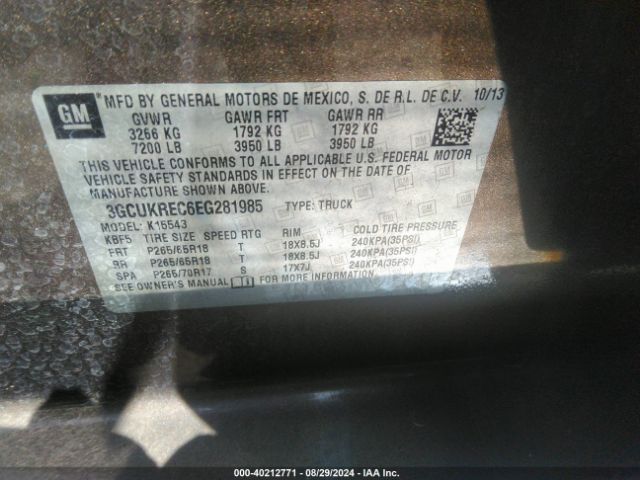 GM
MFD BY GENERAL MOTORS DE MEXICO, S. DE R.L. DE C.V. 10/13
GVWR GAWR FRT GAWR RR
3266 KG 1792 KG 1792 KG
7200 LB 3950 LB 3950 LB
THIS VEHICLE CONFORMS TO ALL APPLICABLE U.S. FEDERAL MOTOR
VEHICLE SAFETY STANDARDS IN EFFECT ON THE DATE OF
MANUFACTURE SHOWN ABOVE.
3GCUKREC6EG281985 TYPE: TRUCK
MODEL: K15543
KBF5 TIRE SIZE SPEED RTG RIM COLD TIRE PRESSURE
FRT P265/65R18 T 18X8.5J 240KPA(35PSI)
RR P265/65R18 T 18X8.5J 240KPA(35PSI)
SPA P265/70R17 S 17X7J 240KPA(35PSI)
SEE OWNER'S MANUAL FOR MORE INFORMATION.
000-40212771 - 08/29/2024 - IAA Inc.